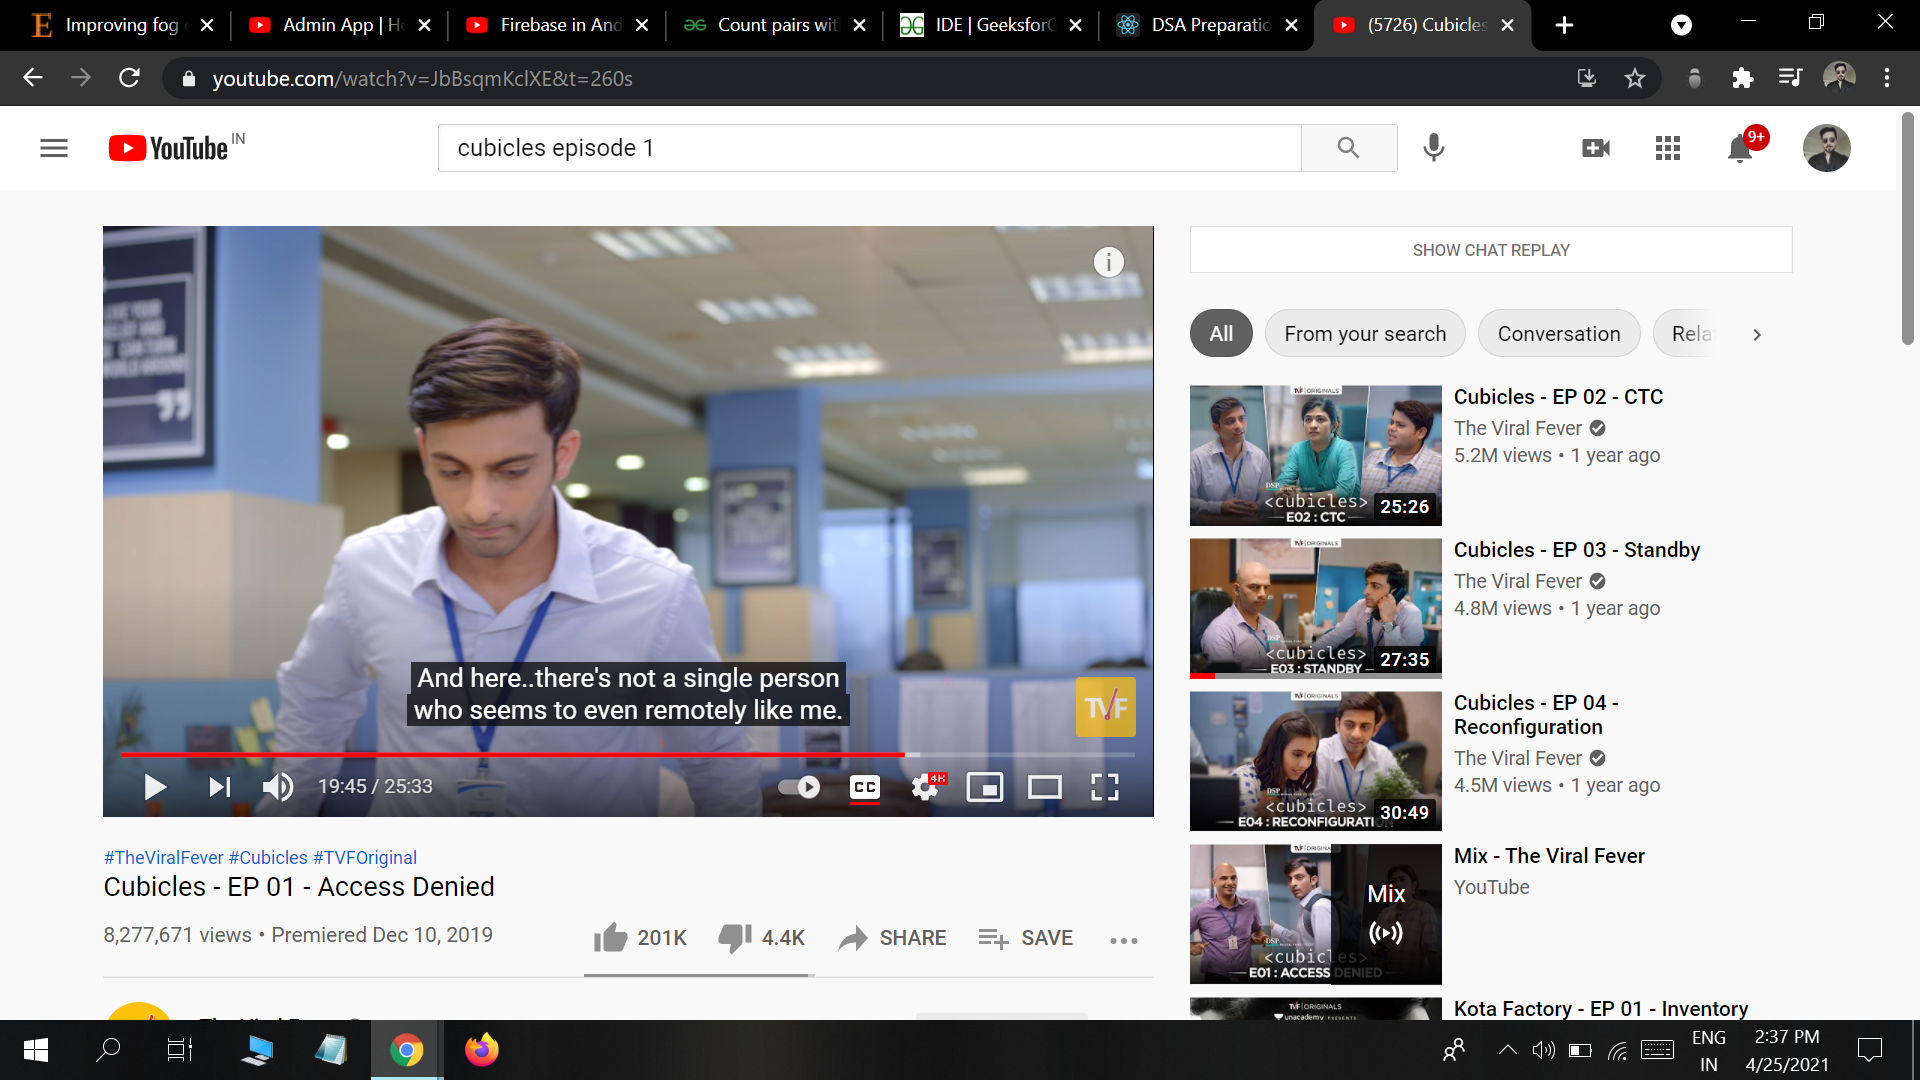 Improving fog
Admin App | Ho
Firebase in And
Count pairs wit
IDE | GeeksforG
DSA Preparatio
(5726) Cubicles
youtube.com/watch?v=JbBsqmKclXE&t=260s
YouTube IN
cubicles episode 1
9+
SHOW CHAT REPLAY
All
From your search
Conversation
Rela
And here..there's not a single person
who seems to even remotely like me.
TVF
19:45 / 25:33
CC
4K
#TheViralFever #Cubicles #TVFOriginal
Cubicles - EP 01 - Access Denied
8,277,671 views • Premiered Dec 10, 2019
201K
4.4K
SHARE
SAVE
TVF | ORIGINALS
<cubicles>
E02 : CTC
25:26
Cubicles - EP 02 - CTC
The Viral Fever
5.2M views • 1 year ago
TVF | ORIGINALS
<cubicles>
E03 : STANDBY
27:35
Cubicles - EP 03 - Standby
The Viral Fever
4.8M views • 1 year ago
TVF | ORIGINALS
DSP
<cubicles>
E04 : RECONFIGURATI
30:49
Cubicles - EP 04 -
Reconfiguration
The Viral Fever
4.5M views • 1 year ago
TVF | ORIGINALS
DSP
<cubicles>
E01 : ACCESS DENIED
Mix
Mix - The Viral Fever
YouTube
TVF | ORIGINALS
unacademy PRESENTS
Kota Factory - EP 01 - Inventory
ENG
IN
2:37 PM
4/25/2021